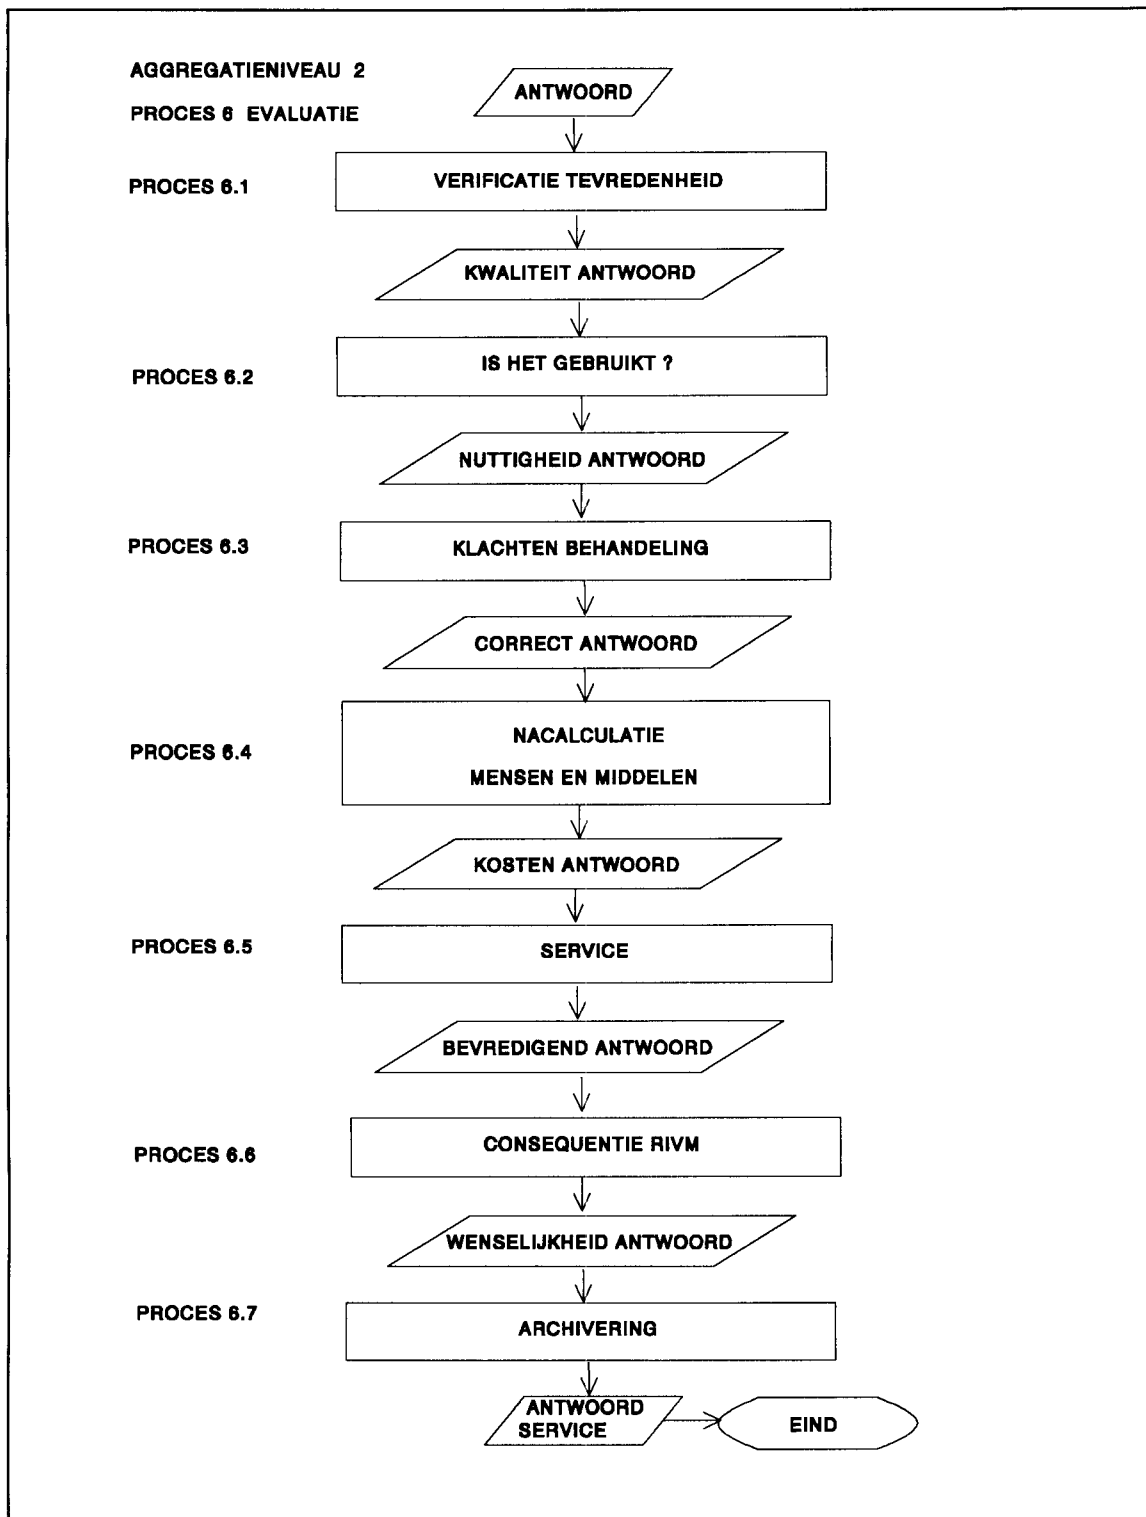 AGGREGATIENIVEAU 2
PROCES 6 EVALUATIE
ANTWOORD
PROCES 6.1
VERIFICATIE TEVREDENHEID
KWALITEIT ANTWOORD
PROCES 6.2
IS HET GEBRUIKT ?
NUTTIGHEID ANTWOORD
PROCES 6.3
KLACHTEN BEHANDELING
CORRECT ANTWOORD
PROCES 6.4
NACALCULATIE
MENSEN EN MIDDELEN
KOSTEN ANTWOORD
PROCES 6.5
SERVICE
BEVREDIGEND ANTWOORD
PROCES 6.6
CONSEQUENTIE RIVM
WENSELIJKHEID ANTWOORD
PROCES 6.7
ARCHIVERING
ANTWOORD
SERVICE
EIND